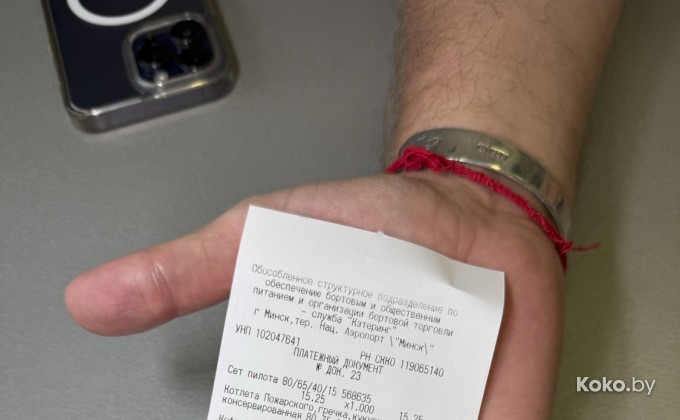 Обособленное структурное подразделение по
обеспечению бортовым и общественным
питанием и организации бортовой торговли
- служба "Кэтеринг"
г Минск,тер. Нац. Аэропорт \"Минск\"
УНП 102047641 РН СККО 119065140
ПЛАТЕЖНЫЙ ДОКУМЕНТ
№ ДОК. 23
Сет пилота 80/65/40/15 568635
15.25 x1.000 15.25
Котлета Пожарского,гречка,
консервированная
Koko.by